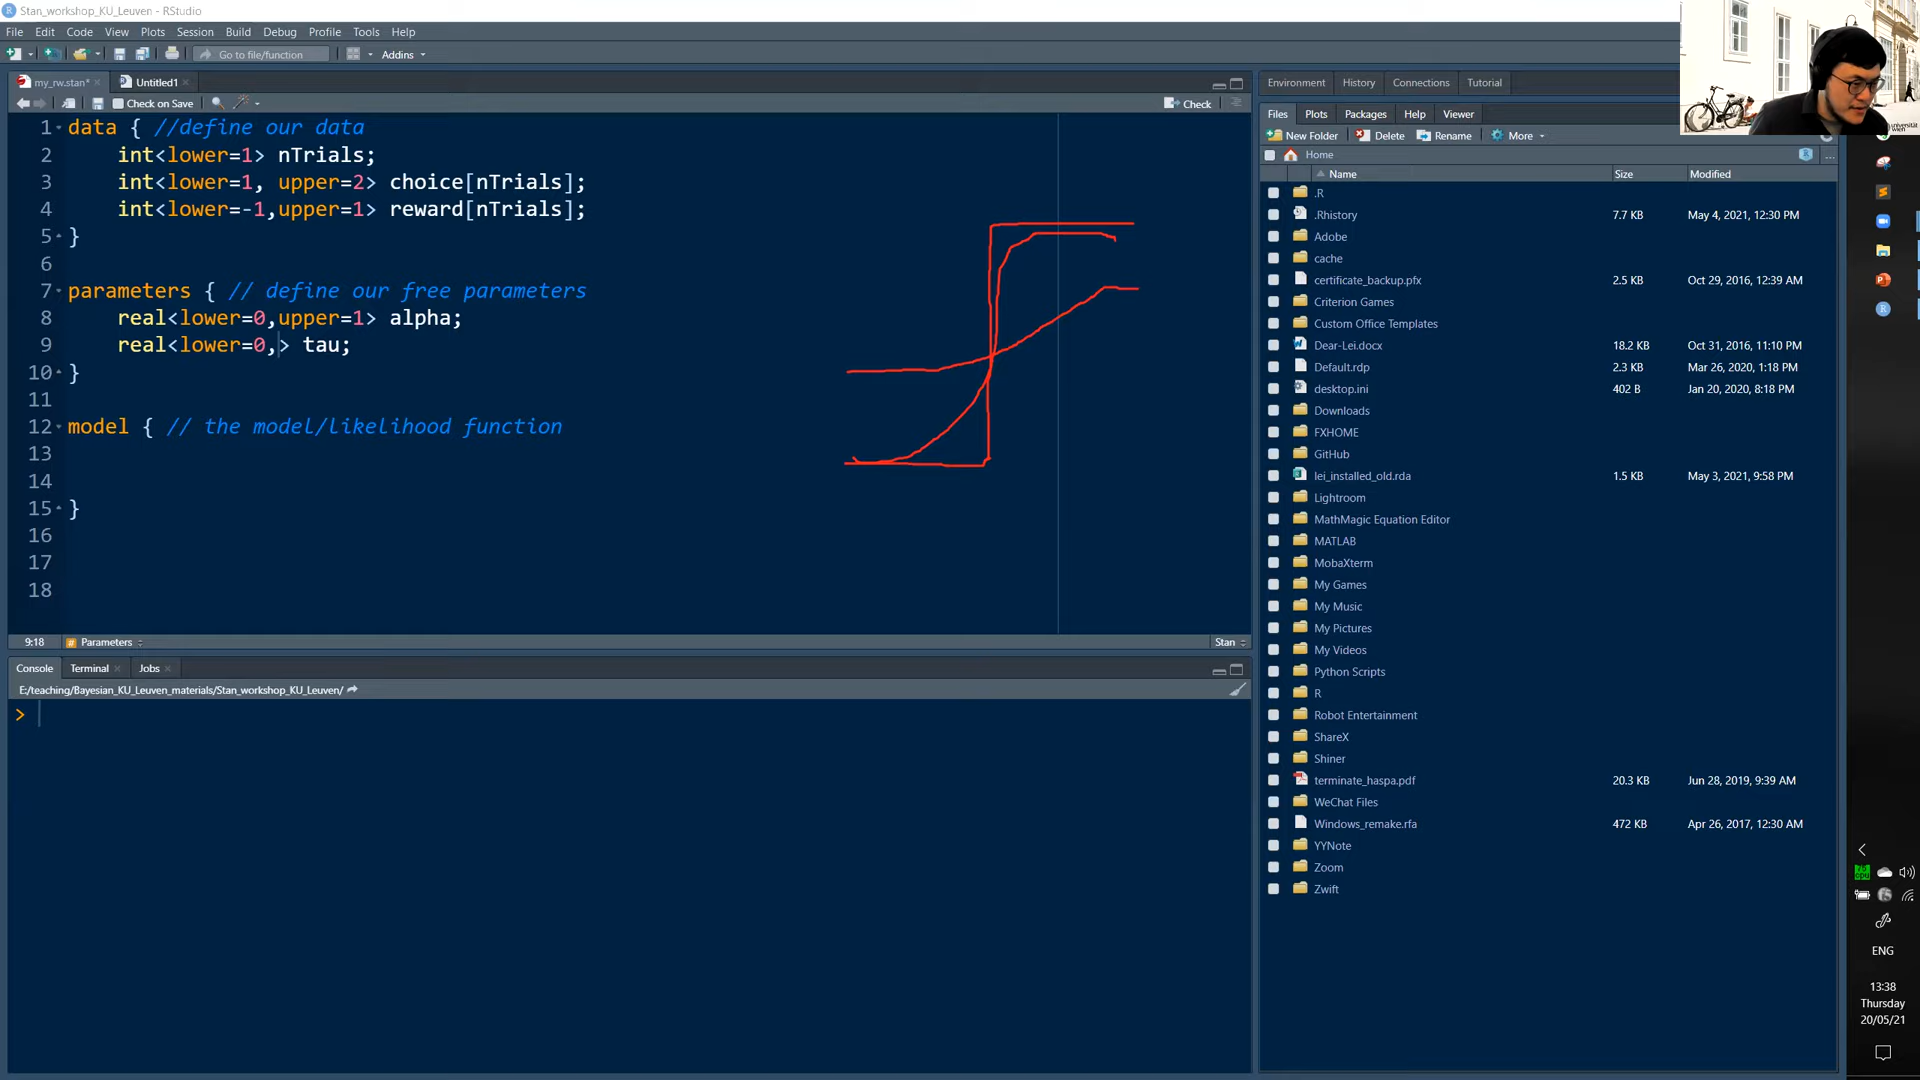 Stan_workshop_KU_Leuven - RStudio
File Edit Code View Plots Session Build Debug Profile Tools Help
Go to file/function Addins
my_rw.stan* Untitled1
Check on Save Check
1 data { //define our data
2 int<lower=1> nTrials;
3 int<lower=1, upper=2> choice[nTrials];
4 int<lower=-1,upper=1> reward[nTrials];
5 }
6
7 parameters { // define our free parameters
8 real<lower=0,upper=1> alpha;
9 real<lower=0,> tau;
10 }
11
12 model { // the model/likelihood function
13
14
15 }
16
17
18
9:18 Parameters Stan
Console Terminal Jobs
E:/teaching/Bayesian_KU_Leuven_materials/Stan_workshop_KU_Leuven/
>
Environment History Connections Tutorial
Files Plots Packages Help Viewer
New Folder Delete Rename More
Home ...
Name Size Modified
.R
.Rhistory 7.7 KB May 4, 2021, 12:30 PM
Adobe
cache
certificate_backup.pfx 2.5 KB Oct 29, 2016, 12:39 AM
Criterion Games
Custom Office Templates
Dear-Lei.docx 18.2 KB Oct 31, 2016, 11:10 PM
Default.rdp 2.3 KB Mar 26, 2020, 1:18 PM
desktop.ini 402 B Jan 20, 2020, 8:18 PM
Downloads
FXHOME
GitHub
lei_installed_old.rda 1.5 KB May 3, 2021, 9:58 PM
Lightroom
MathMagic Equation Editor
MATLAB
MobaXterm
My Games
My Music
My Pictures
My Videos
Python Scripts
R
Robot Entertainment
ShareX
Shiner
terminate_haspa.pdf 20.3 KB Jun 28, 2019, 9:39 AM
WeChat Files
Windows_remake.rfa 472 KB Apr 26, 2017, 12:30 AM
YYNote
Zoom
Zwift
universität
wien
ENG
13:38
Thursday
20/05/21